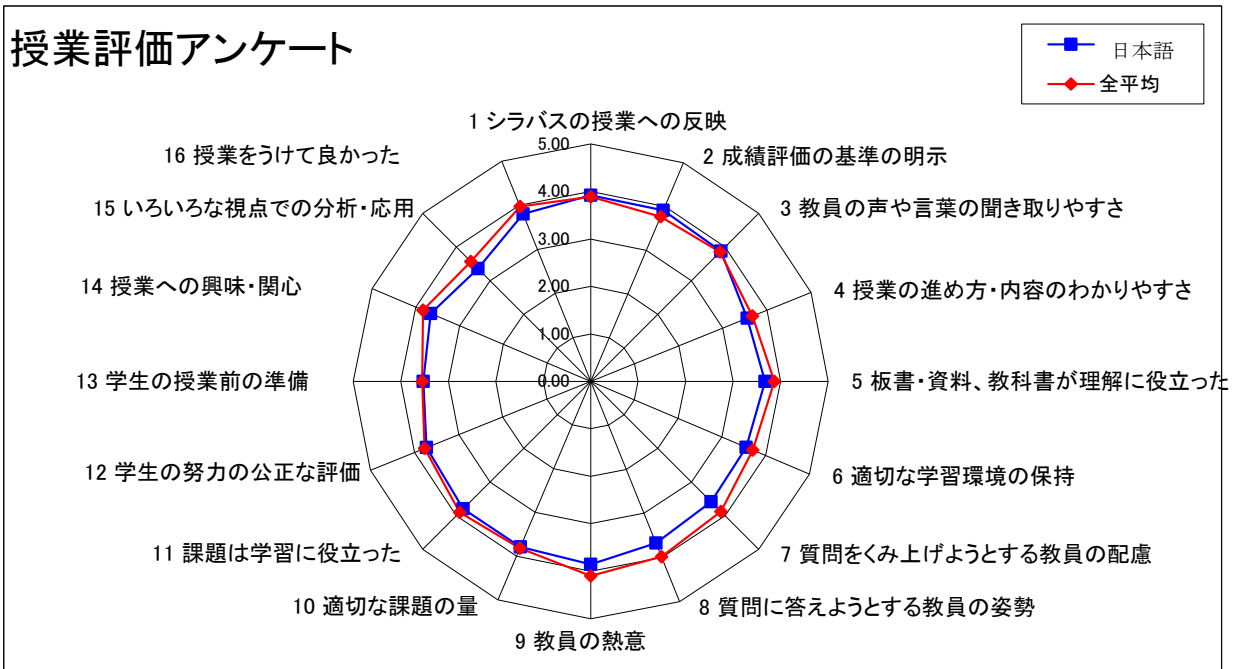 授業評価アンケート
日本語
全平均
1 シラバスの授業への反映
2 成績評価の基準の明示
3 教員の声や言葉の聞き取りやすさ
4 授業の進め方・内容のわかりやすさ
5 板書・資料、教科書が理解に役立った
6 適切な学習環境の保持
7 質問をくみ上げようとする教員の配慮
8 質問に答えようとする教員の姿勢
9 教員の熱意
10 適切な課題の量
11 課題は学習に役立った
12 学生の努力の公正な評価
13 学生の授業前の準備
14 授業への興味・関心
15 いろいろな視点での分析・応用
16 授業をうけて良かった
5.00
4.00
3.00
2.00
1.00
0.00